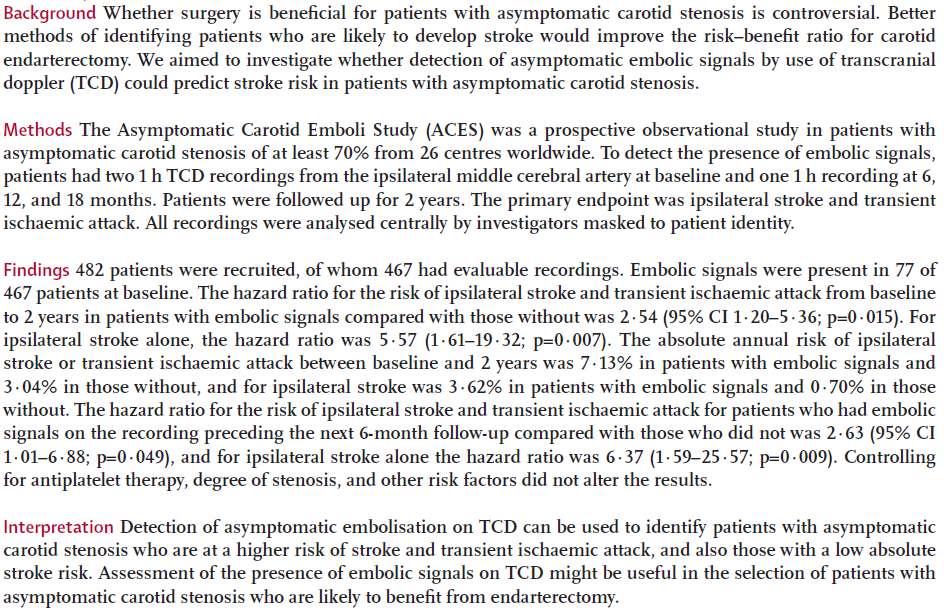 Background Whether surgery is beneficial for patients with asymptomatic carotid stenosis is controversial. Better
methods of identifying patients who are likely to develop stroke would improve the risk–benefit ratio for carotid
endarterectomy. We aimed to investigate whether detection of asymptomatic embolic signals by use of transcranial
doppler (TCD) could predict stroke risk in patients with asymptomatic carotid stenosis.
Methods The Asymptomatic Carotid Emboli Study (ACES) was a prospective observational study in patients with
asymptomatic carotid stenosis of at least 70% from 26 centres worldwide. To detect the presence of embolic signals,
patients had two 1 h TCD recordings from the ipsilateral middle cerebral artery at baseline and one 1 h recording at 6,
12, and 18 months. Patients were followed up for 2 years. The primary endpoint was ipsilateral stroke and transient
ischaemic attack. All recordings were analysed centrally by investigators masked to patient identity.
Findings 482 patients were recruited, of whom 467 had evaluable recordings. Embolic signals were present in 77 of
467 patients at baseline. The hazard ratio for the risk of ipsilateral stroke and transient ischaemic attack from baseline
to 2 years in patients with embolic signals compared with those without was 2·54 (95% CI 1·20–5·36; p=0·015). For
ipsilateral stroke alone, the hazard ratio was 5·57 (1·61–19·32; p=0·007). The absolute annual risk of ipsilateral
stroke or transient ischaemic attack between baseline and 2 years was 7·13% in patients with embolic signals and
3·04% in those without, and for ipsilateral stroke was 3·62% in patients with embolic signals and 0·70% in those
without. The hazard ratio for the risk of ipsilateral stroke and transient ischaemic attack for patients who had embolic
signals on the recording preceding the next 6-month follow-up compared with those who did not was 2·63 (95% CI
1·01–6·88; p=0·049), and for ipsilateral stroke alone the hazard ratio was 6·37 (1·59–25·57; p=0·009). Controlling
for antiplatelet therapy, degree of stenosis, and other risk factors did not alter the results.
Interpretation Detection of asymptomatic embolisation on TCD can be used to identify patients with asymptomatic
carotid stenosis who are at a higher risk of stroke and transient ischaemic attack, and also those with a low absolute
stroke risk. Assessment of the presence of embolic signals on TCD might be useful in the selection of patients with
asymptomatic carotid stenosis who are likely to benefit from endarterectomy.